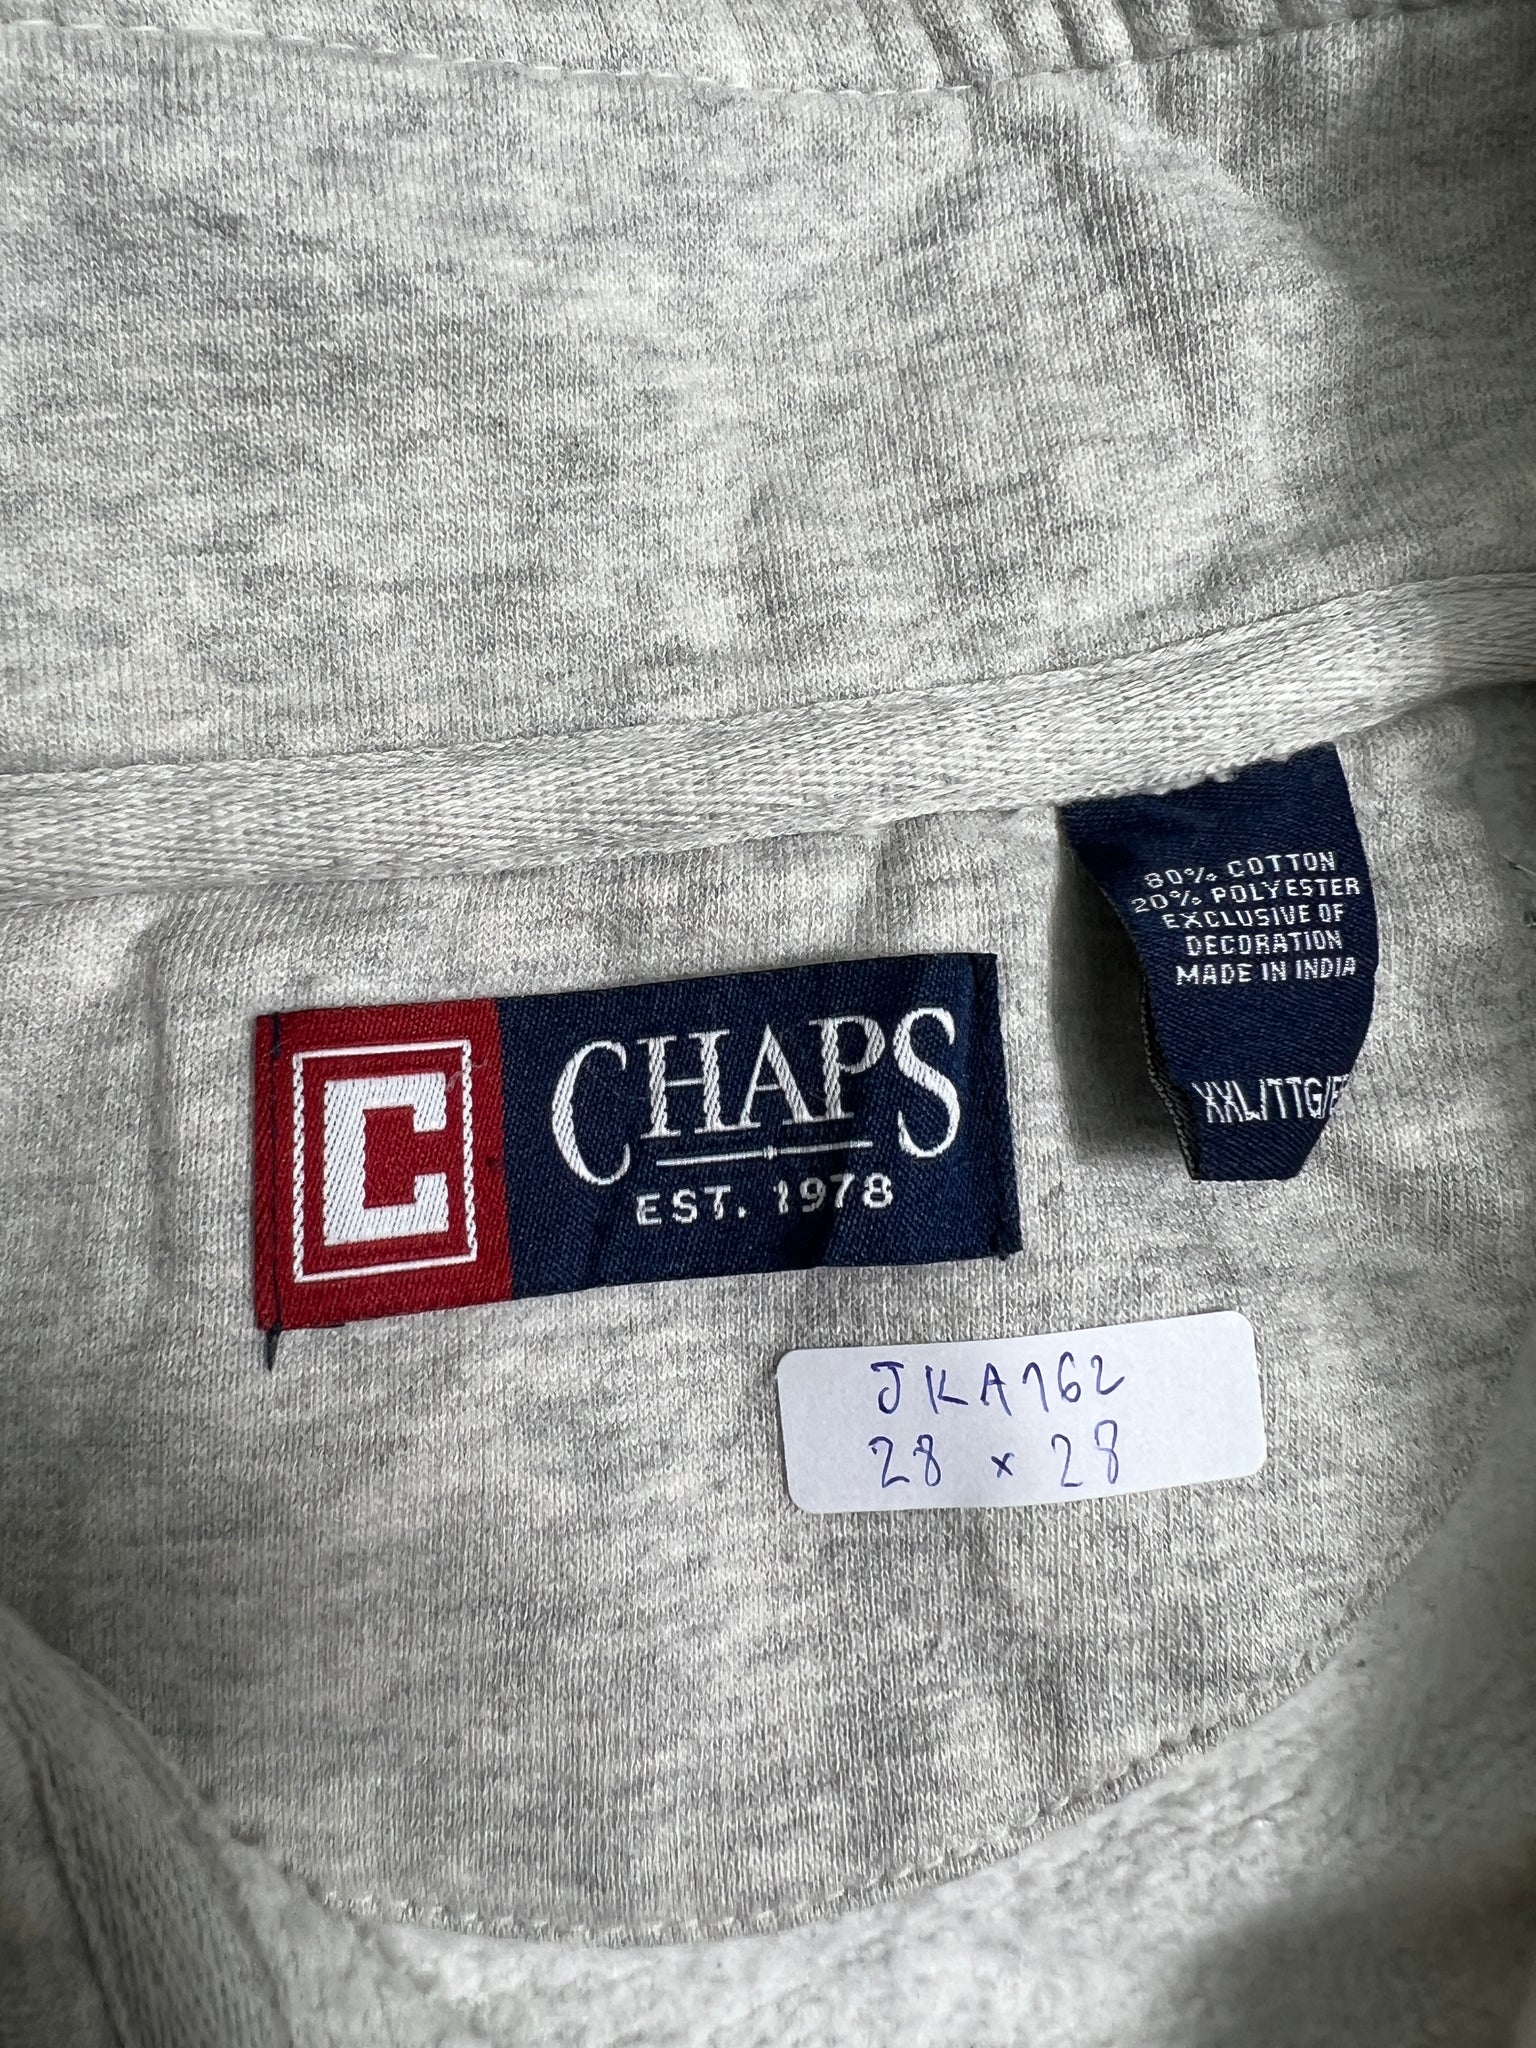 80% COTTON
20% POLYESTER
EXCLUSIVE OF
DECORATION
MADE IN INDIA
XXL/TTG/
C
CHAPS
EST. 1978
JKA162
28 x 28